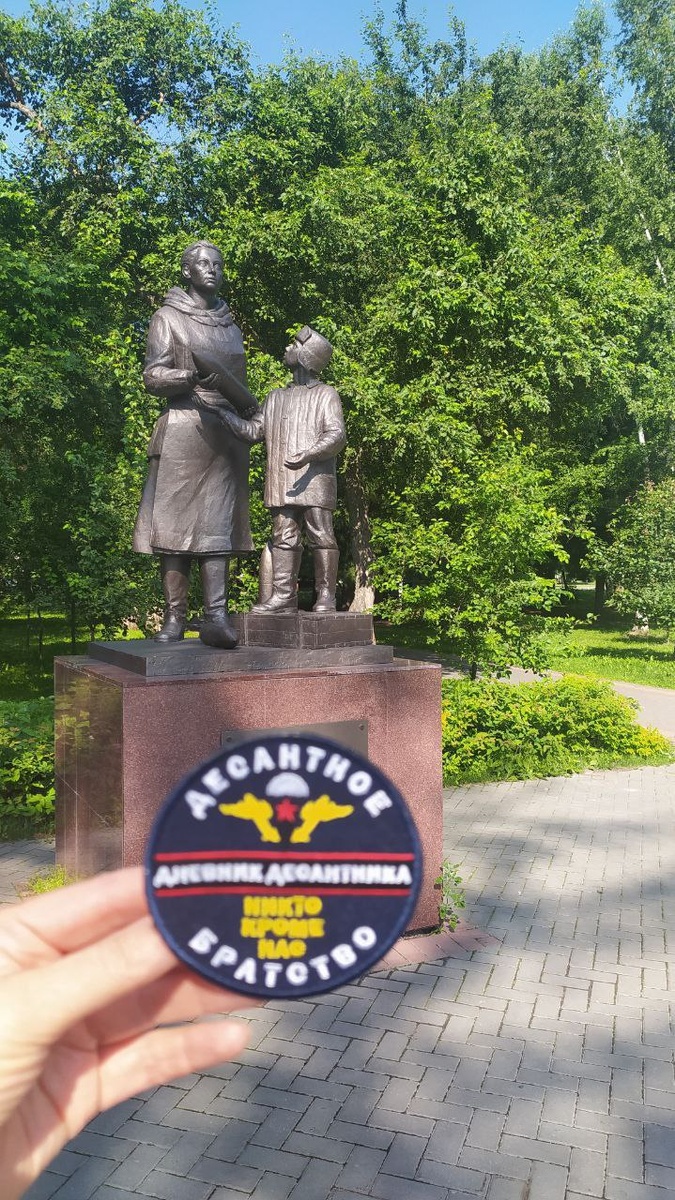 ДЕСАНТНОЕ
ДНЕВНИК ДЕСАНТНИКА
НИКТО
КРОМЕ
НАС
БРАТСТВО